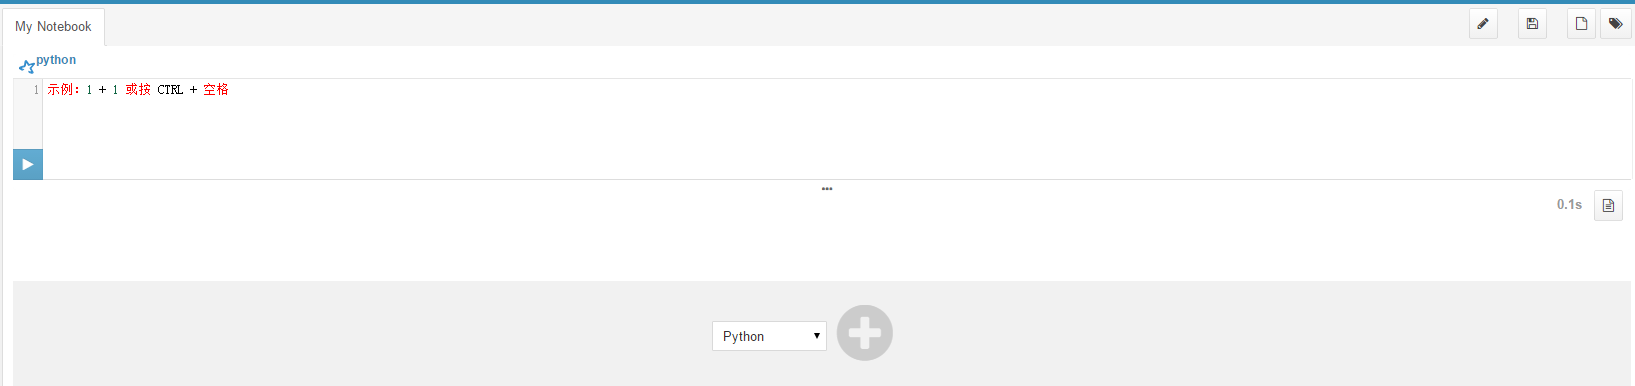 My Notebook
python
1 示例：1 + 1 或按 CTRL + 空格
0.1s
Python